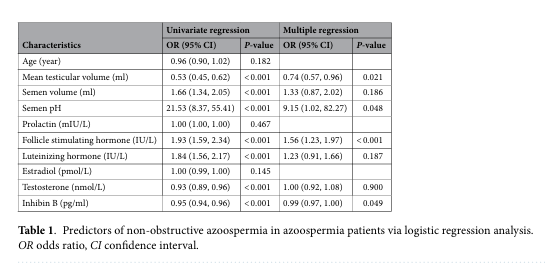 Univariate regression Multiple regression
Characteristics OR (95% CI) P-value OR (95% CI) P-value
Age (year) 0.96 (0.90, 1.02) 0.182
Mean testicular volume (ml) 0.53 (0.45, 0.62) <0.001 0.74 (0.57, 0.96) 0.021
Semen volume (ml) 1.66 (1.34, 2.05) <0.001 1.33 (0.87, 2.02) 0.186
Semen pH 21.53 (8.37, 55.41) <0.001 9.15 (1.02, 82.27) 0.048
Prolactin (mIU/L) 1.00 (1.00, 1.00) 0.467
Follicle stimulating hormone (IU/L) 1.93 (1.59, 2.34) <0.001 1.56 (1.23, 1.97) <0.001
Luteinizing hormone (IU/L) 1.84 (1.56, 2.17) <0.001 1.23 (0.91, 1.66) 0.187
Estradiol (pmol/L) 1.00 (0.99, 1.00) 0.145
Testosterone (nmol/L) 0.93 (0.89, 0.96) <0.001 1.00 (0.92, 1.08) 0.900
Inhibin B (pg/ml) 0.95 (0.94, 0.96) <0.001 0.99 (0.97, 1.00) 0.049
Table 1. Predictors of non-obstructive azoospermia in azoospermia patients via logistic regression analysis.
OR odds ratio, CI confidence interval.